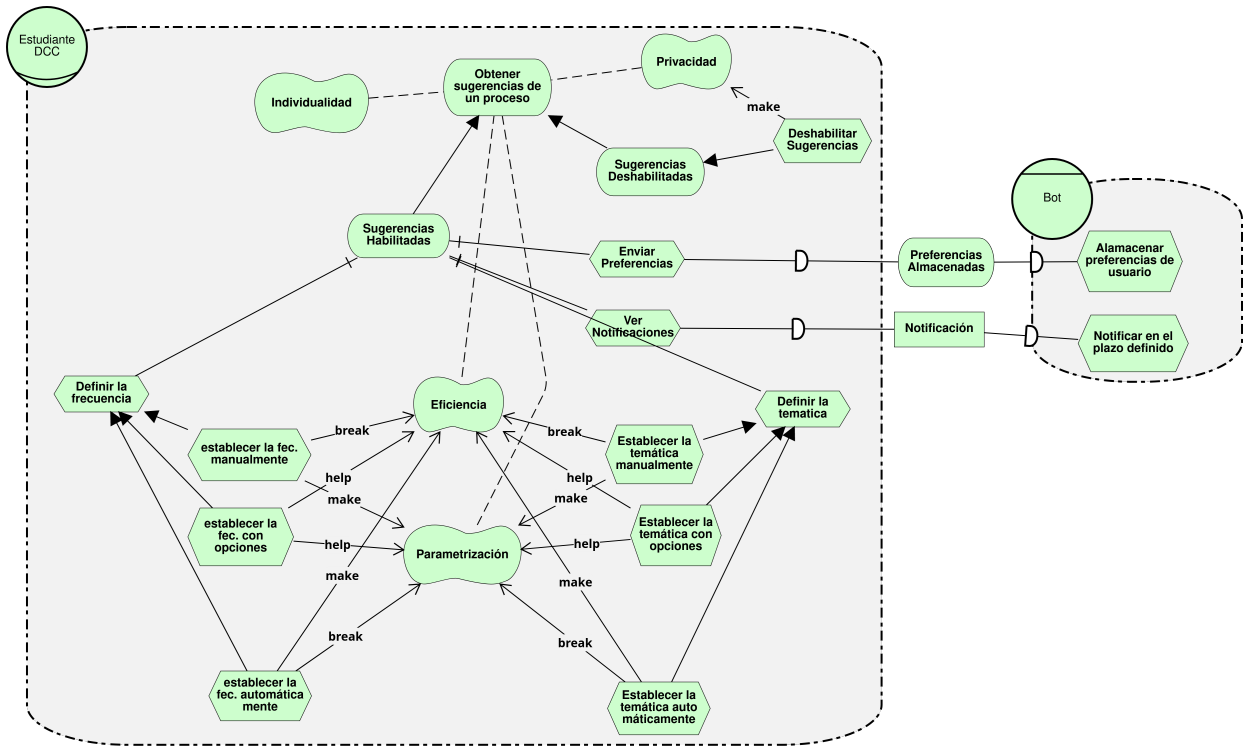 Estudiante
DCC
Individualidad
Obtener
sugerencias de
un proceso
Privacidad
make
Deshabilitar
Sugerencias
Sugerencias
Deshabilitadas
Bot
Sugerencias
Habilitadas
Enviar
Preferencias
Preferencias
Almacenadas
Alamacenar
preferencias de
usuario
Ver
Notificaciones
Notificación
Notificar en el
plazo definido
Definir la
frecuencia
Eficiencia
Definir la
tematica
establecer la fec.
manualmente
break
break
Establecer la
temática
manualmente
help
make
help
make
establecer la
fec. con
opciones
help
Parametrización
help
Establecer la
temática con
opciones
make
make
break
break
establecer la
fec. automática
mente
Establecer la
temática auto
máticamente